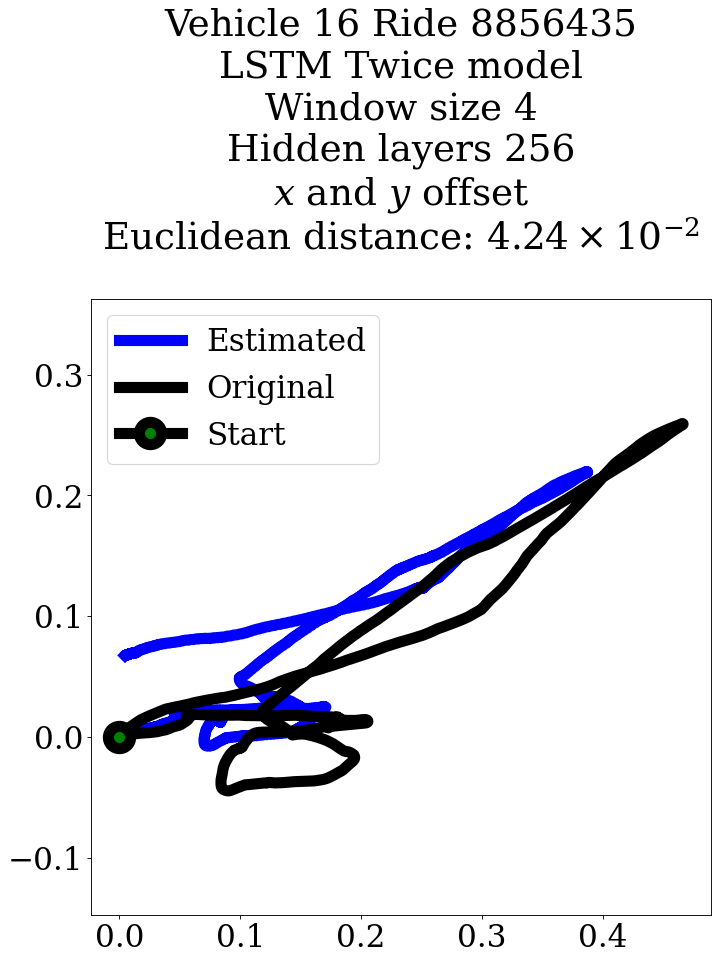 Vehicle 16 Ride 8856435
LSTM Twice model
Window size 4
Hidden layers 256
x and y offset
Euclidean distance: 4.24 × 10⁻²
Estimated
Original
Start
0.3
0.2
0.1
0.0
−0.1
0.0 0.1 0.2 0.3 0.4